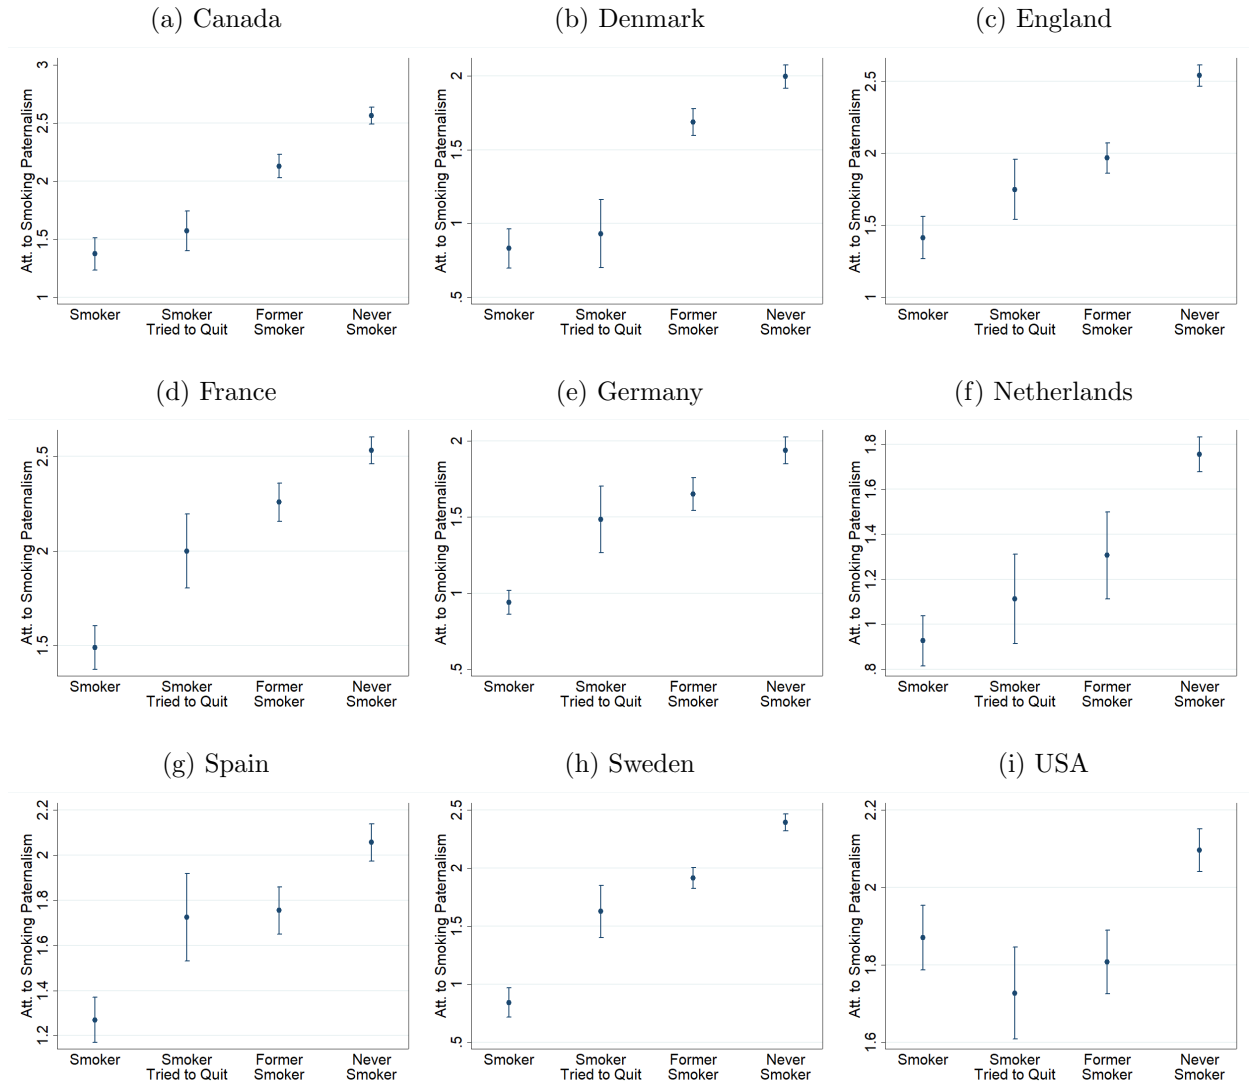 (a) Canada
Att. to Smoking Paternalism
3
2.5
2
1.5
1
Smoker
Smoker
Tried to Quit
Former
Smoker
Never
Smoker
(b) Denmark
Att. to Smoking Paternalism
2
1.5
1
.5
Smoker
Smoker
Tried to Quit
Former
Smoker
Never
Smoker
(c) England
Att. to Smoking Paternalism
2.5
2
1.5
1
Smoker
Smoker
Tried to Quit
Former
Smoker
Never
Smoker
(d) France
Att. to Smoking Paternalism
2.5
2
1.5
Smoker
Smoker
Tried to Quit
Former
Smoker
Never
Smoker
(e) Germany
Att. to Smoking Paternalism
2
1.5
1
.5
Smoker
Smoker
Tried to Quit
Former
Smoker
Never
Smoker
(f) Netherlands
Att. to Smoking Paternalism
1.8
1.6
1.4
1.2
1
.8
Smoker
Smoker
Tried to Quit
Former
Smoker
Never
Smoker
(g) Spain
Att. to Smoking Paternalism
2.2
2
1.8
1.6
1.4
1.2
Smoker
Smoker
Tried to Quit
Former
Smoker
Never
Smoker
(h) Sweden
Att. to Smoking Paternalism
2.5
2
1.5
1
.5
Smoker
Smoker
Tried to Quit
Former
Smoker
Never
Smoker
(i) USA
Att. to Smoking Paternalism
2.2
2
1.8
1.6
Smoker
Smoker
Tried to Quit
Former
Smoker
Never
Smoker